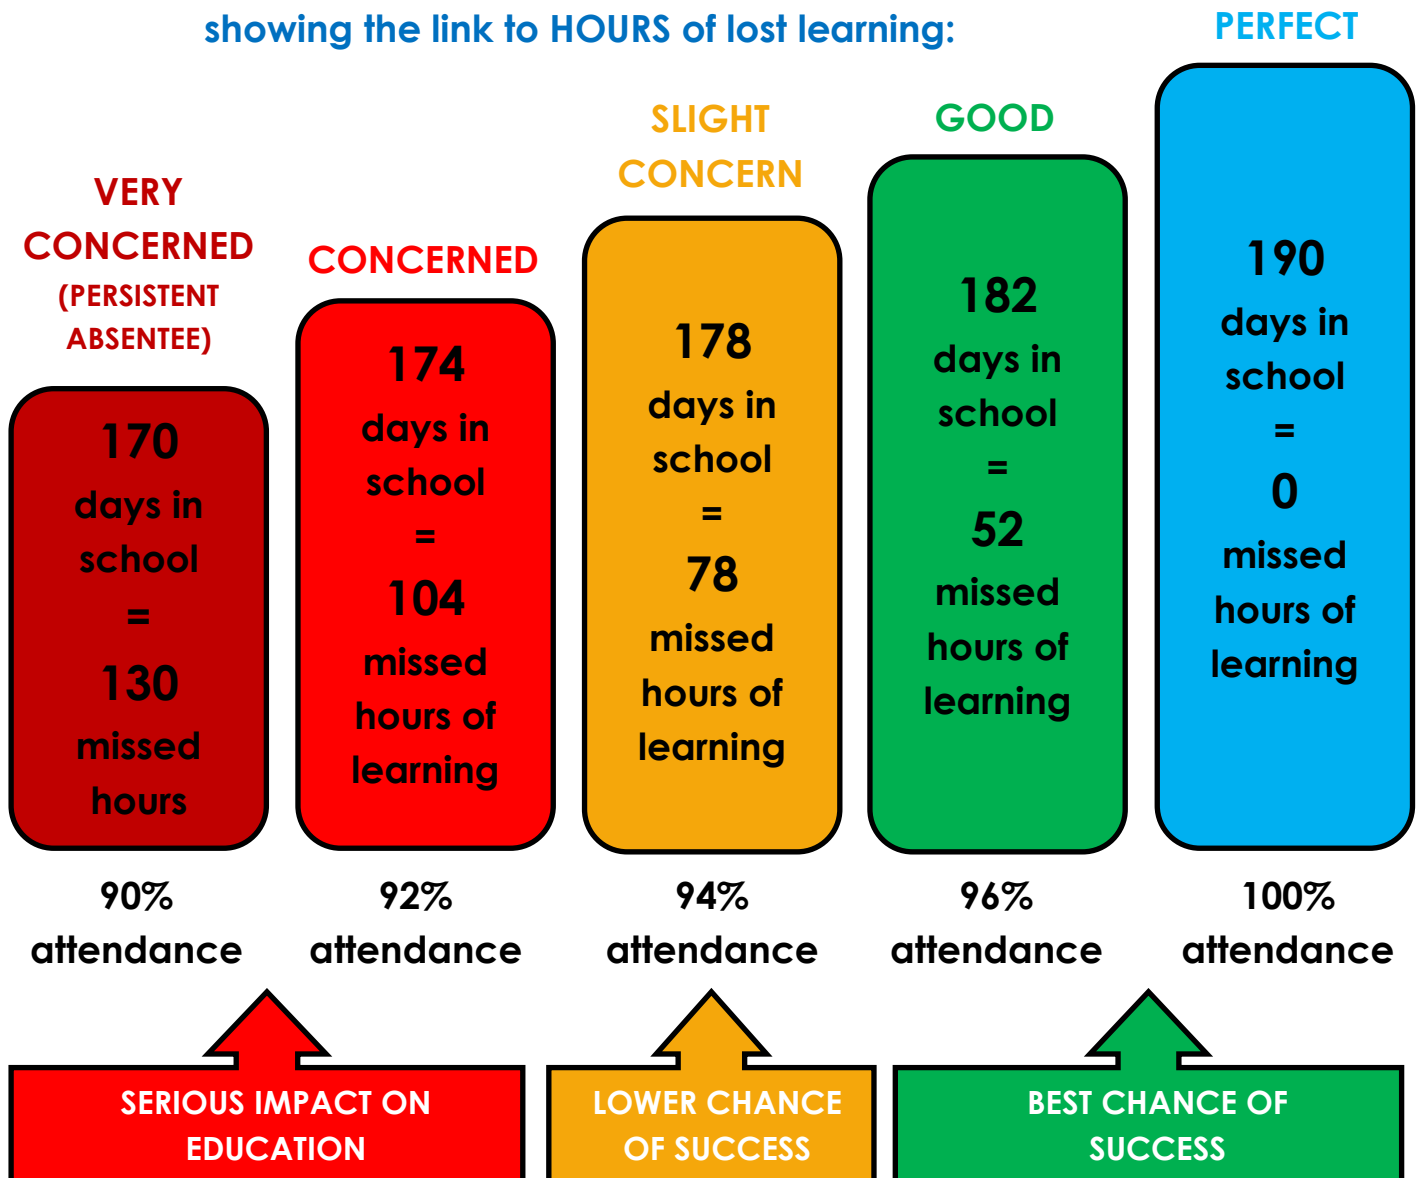 showing the link to HOURS of lost learning:
VERY
CONCERNED
(PERSISTENT
ABSENTEE)
170
days in
school
=
130
missed
hours
90%
attendance
CONCERNED
174
days in
school
=
104
missed
hours of
learning
92%
attendance
SLIGHT
CONCERN
178
days in
school
=
78
missed
hours of
learning
94%
attendance
GOOD
182
days in
school
=
52
missed
hours of
learning
96%
attendance
PERFECT
190
days in
school
=
0
missed
hours of
learning
100%
attendance
SERIOUS IMPACT ON
EDUCATION
LOWER CHANCE
OF SUCCESS
BEST CHANCE OF
SUCCESS